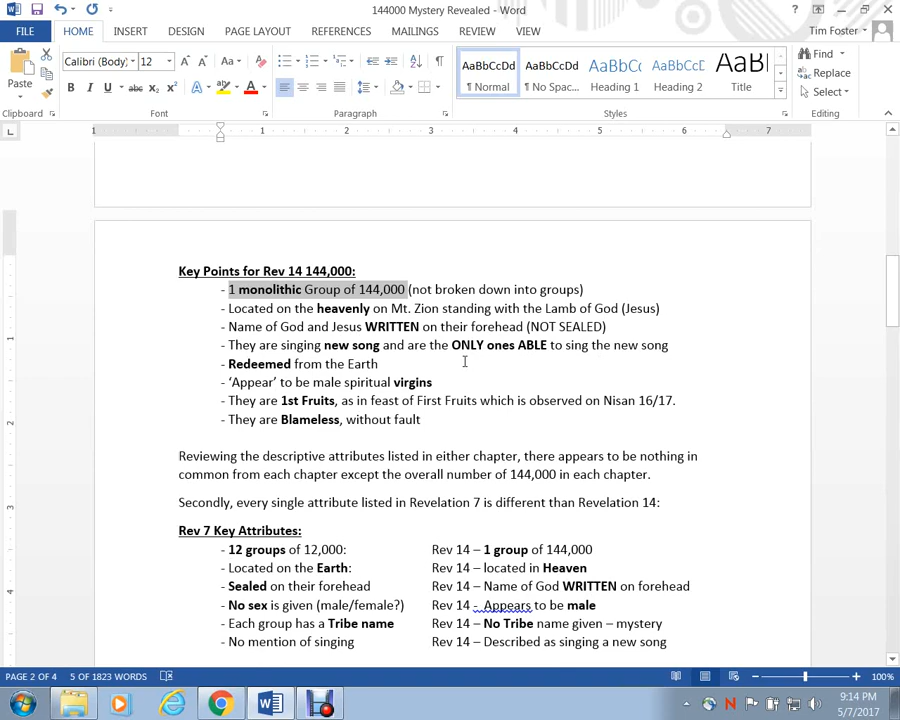 144000 Mystery Revealed - Word
Tim Foster
FILE HOME INSERT DESIGN PAGE LAYOUT REFERENCES MAILINGS REVIEW VIEW
Paste
Calibri (Body) 12
AaBbCcDd AaBbCcDd AaBbCc AaBbCcD AaBl
¶ Normal ¶ No Spac... Heading 1 Heading 2 Title
Find
Replace
Select
Clipboard Font Paragraph Styles Editing
1 1 2 3 4 5 6 7
Key Points for Rev 14 144,000:
- 1 monolithic Group of 144,000 (not broken down into groups)
- Located on the heavenly on Mt. Zion standing with the Lamb of God (Jesus)
- Name of God and Jesus WRITTEN on their forehead (NOT SEALED)
- They are singing new song and are the ONLY ones ABLE to sing the new song
- Redeemed from the Earth
- ‘Appear’ to be male spiritual virgins
- They are 1st Fruits, as in feast of First Fruits which is observed on Nisan 16/17.
- They are Blameless, without fault
Reviewing the descriptive attributes listed in either chapter, there appears to be nothing in
common from each chapter except the overall number of 144,000 in each chapter.
Secondly, every single attribute listed in Revelation 7 is different than Revelation 14:
Rev 7 Key Attributes:
- 12 groups of 12,000: Rev 14 – 1 group of 144,000
- Located on the Earth: Rev 14 – located in Heaven
- Sealed on their forehead Rev 14 – Name of God WRITTEN on forehead
- No sex is given (male/female?) Rev 14 - Appears to be male
- Each group has a Tribe name Rev 14 – No Tribe name given – mystery
- No mention of singing Rev 14 – Described as singing a new song
PAGE 2 OF 4 5 OF 1823 WORDS 100%
9:14 PM
5/7/2017